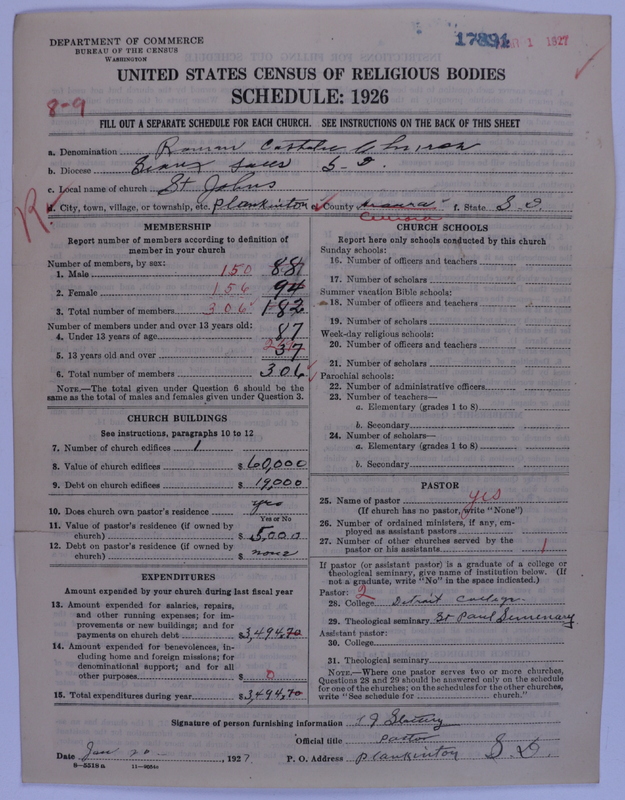 DEPARTMENT OF COMMERCE
BUREAU OF THE CENSUS
WASHINGTON
17891 1 1927
UNITED STATES CENSUS OF RELIGIOUS BODIES
SCHEDULE: 1926
8-9
FILL OUT A SEPARATE SCHEDULE FOR EACH CHURCH. SEE INSTRUCTIONS ON THE BACK OF THIS SHEET
a. Denomination Roman Catholic Church
b. Diocese Sioux Falls S-D.
c. Local name of church St Johns
d. City, town, village, or township, etc. Plankinton e. County Aurora f. State S.D.
Aurora
R.
MEMBERSHIP
Report number of members according to definition of
member in your church
Number of members, by sex:
1. Male 150 88
2. Female 156 94
3. Total number of members 306 182
Number of members under and over 13 years old:
4. Under 13 years of age 87
5. 13 years old and over 37
6. Total number of members 306
NOTE.—The total given under Question 6 should be
same as the total of males and females given under Question 3.
CHURCH BUILDINGS
See instructions, paragraphs 10 to 12
7. Number of church edifices 1
8. Value of church edifices $ 60,000
9. Debt on church edifices $ 19,000
10. Does church own pastor's residence yes
Yes or No
11. Value of pastor's residence (if owned by
church) $ 5,000
12. Debt on pastor's residence (if owned by
church) $ none
EXPENDITURES
Amount expended by your church during last fiscal year
13. Amount expended for salaries, repairs,
and other running expenses; for im-
provements or new buildings; and for
payments on church debt $ 3,494.70
14. Amount expended for benevolences, in-
cluding home and foreign missions; for
denominational support; and for all
other purposes $ 0
15. Total expenditures during year $ 3,494.70
CHURCH SCHOOLS
Report here only schools conducted by this church
Sunday schools:
16. Number of officers and teachers
17. Number of scholars
Summer vacation Bible schools:
18. Number of officers and teachers
19. Number of scholars
Week-day religious schools:
20. Number of officers and teachers
21. Number of scholars
Parochial schools:
22. Number of administrative officers
23. Number of teachers—
a. Elementary (grades 1 to 8)
b. Secondary
24. Number of scholars—
a. Elementary (grades 1 to 8)
b. Secondary
PASTOR
25. Name of pastor yes
(If church has no pastor, write "None")
26. Number of ordained ministers, if any, em-
ployed as assistant pastors
27. Number of other churches served by the
pastor or his assistants 1
If pastor (or assistant pastor) is a graduate of a college or
theological seminary, give name of institution below. (If
not a graduate, write "No" in the space indicated.)
Pastor: 2
28. College Detroit College
29. Theological seminary St Paul Seminary
Assistant pastor:
30. College
31. Theological seminary
NOTE.—Where one pastor serves two or more churches,
Questions 28 and 29 should be answered only on the schedule
for one of the churches; on the schedules for the other churches,
write "See schedule for church."
Signature of person furnishing information Slattery
Official title Pastor
Date Jan 20 , 1927 P. O. Address Plankinton S.D.
8-5518a 11-9864a